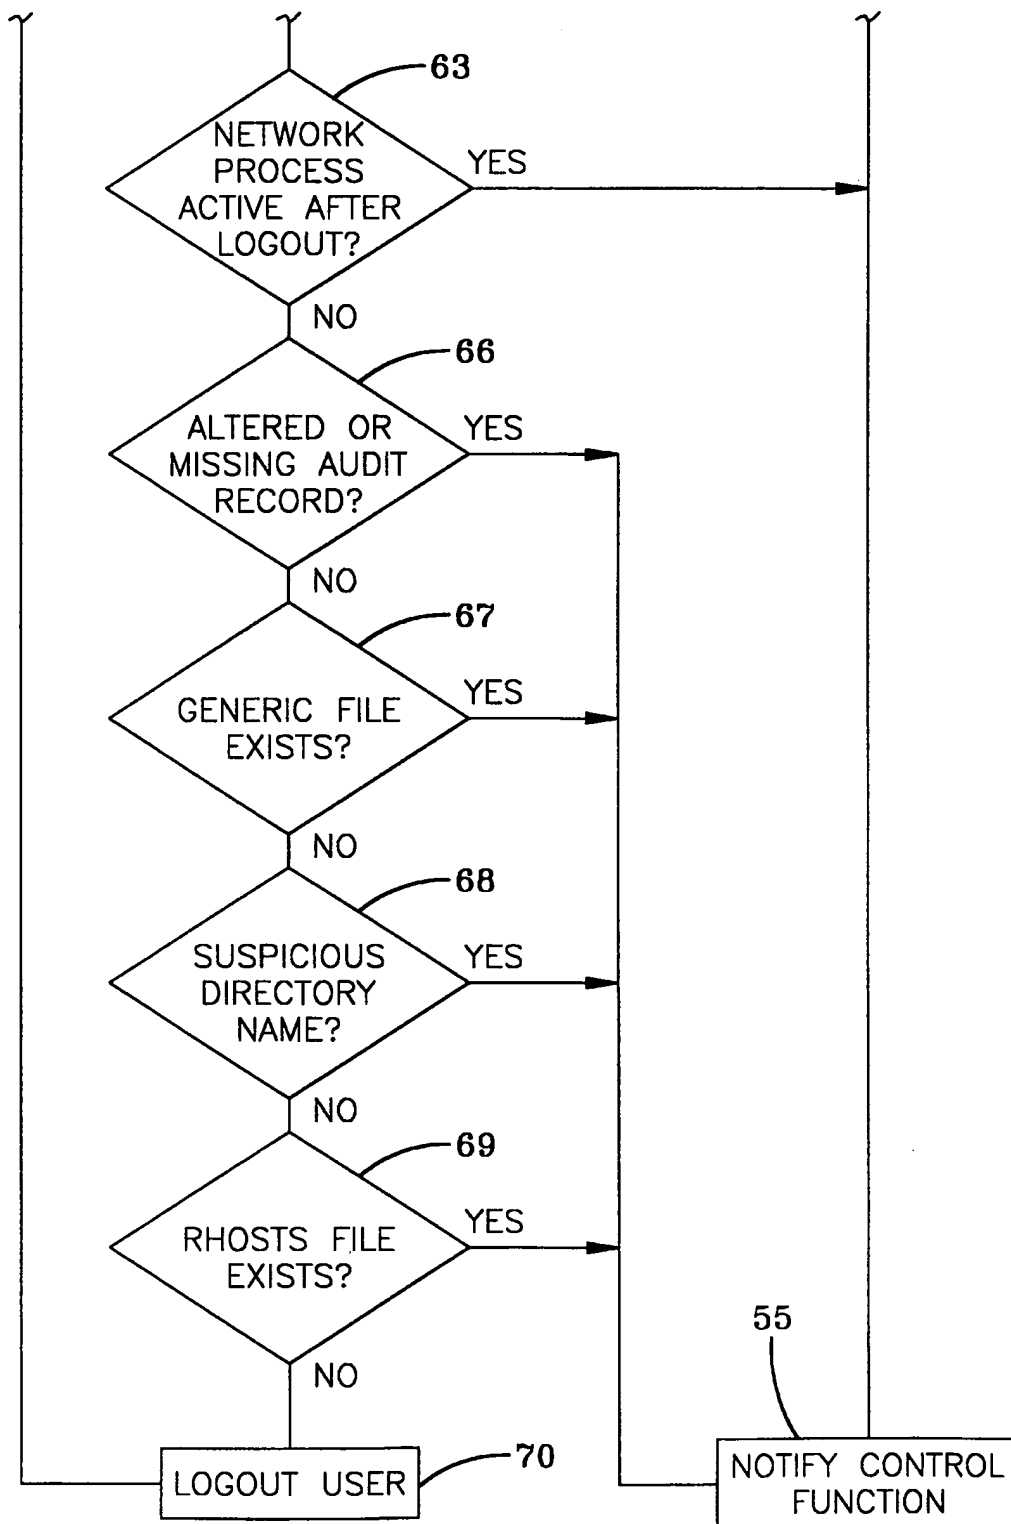 63
NETWORK
PROCESS
ACTIVE AFTER
LOGOUT?
YES
NO
66
ALTERED OR
MISSING AUDIT
RECORD?
YES
NO
67
GENERIC FILE
EXISTS?
YES
NO
68
SUSPICIOUS
DIRECTORY
NAME?
YES
NO
69
RHOSTS FILE
EXISTS?
YES
NO
70
LOGOUT USER
55
NOTIFY CONTROL
FUNCTION